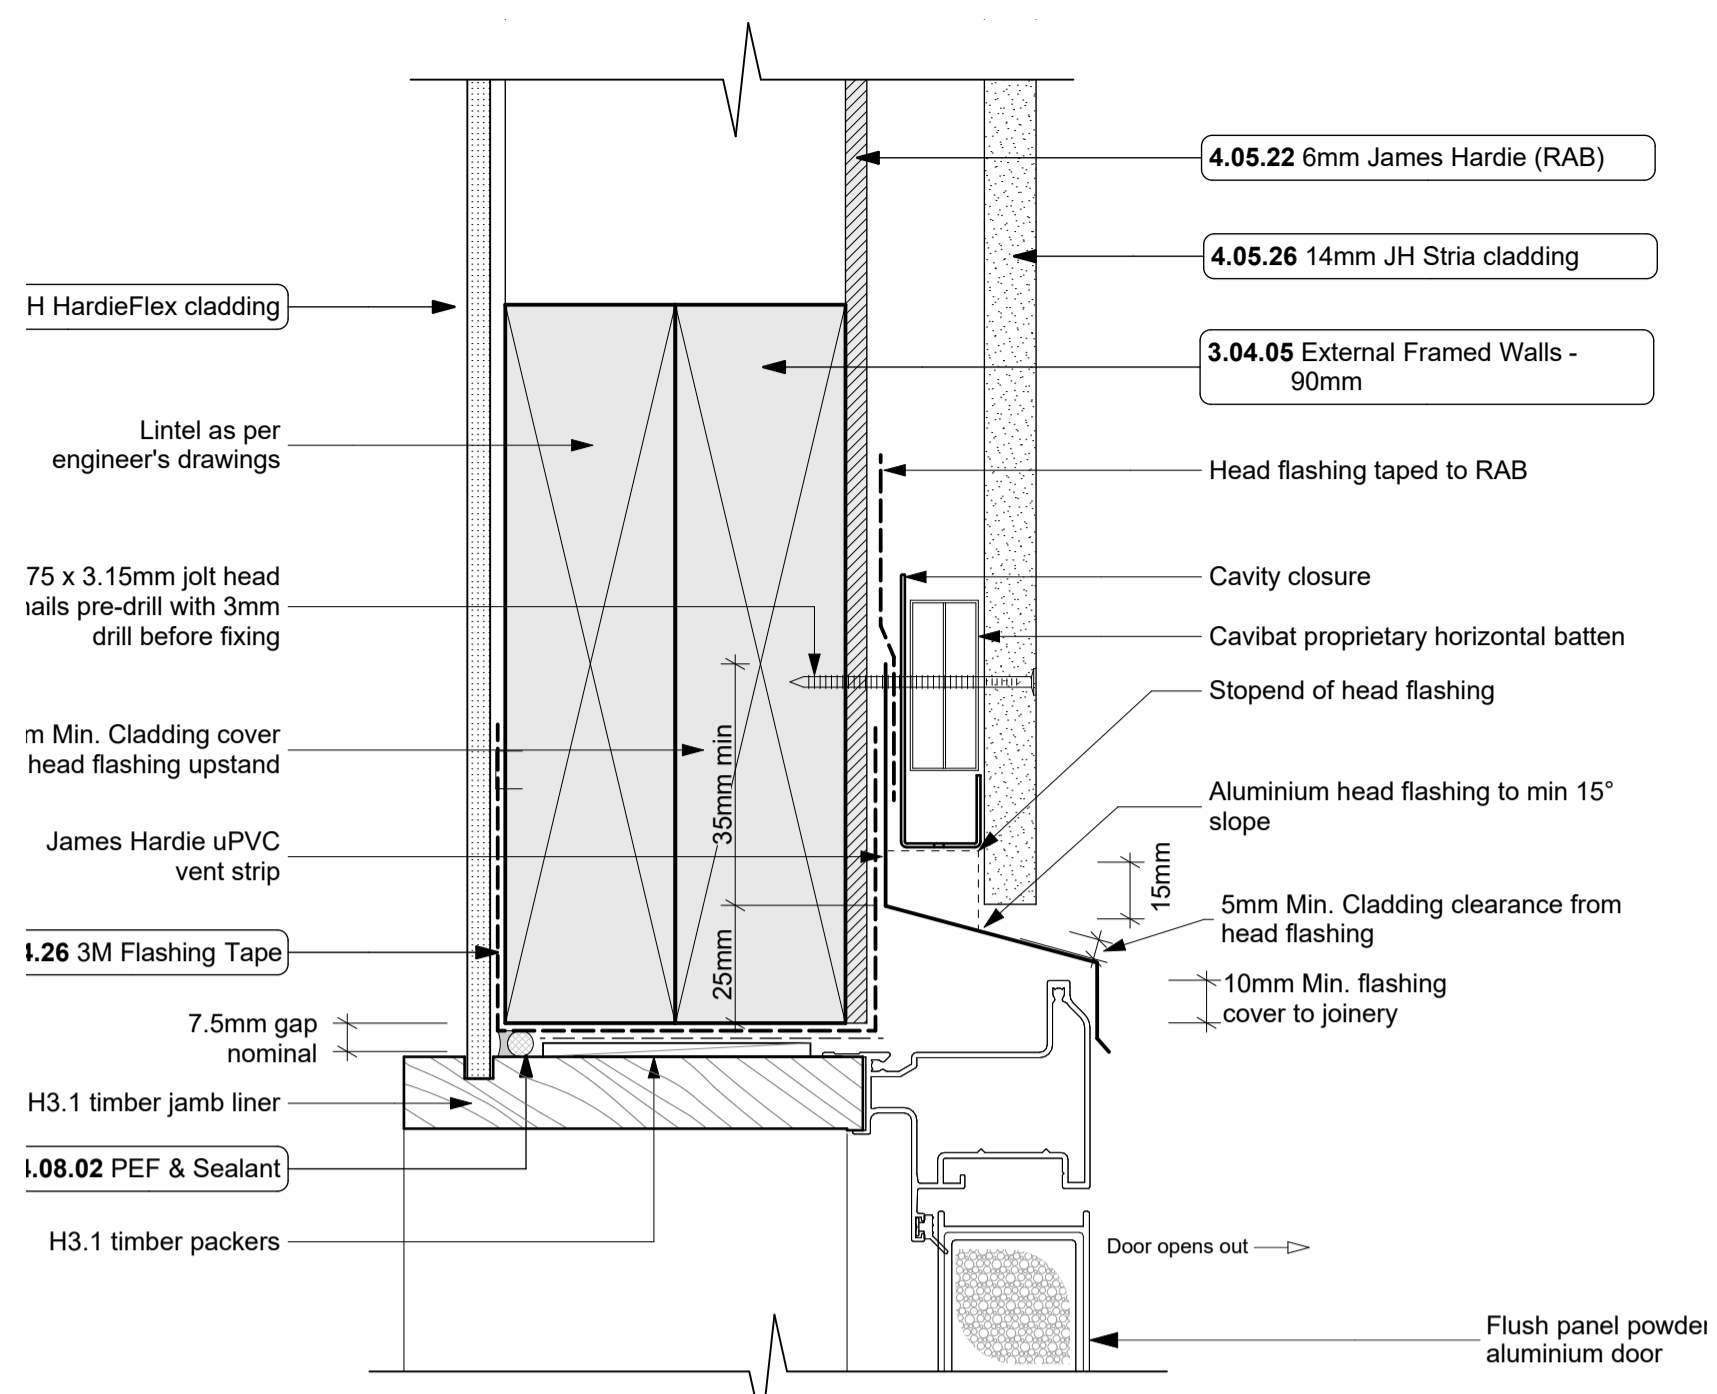 4.05.22 6mm James Hardie (RAB)
4.05.26 14mm JH Stria cladding
H HardieFlex cladding
3.04.05 External Framed Walls -
90mm
Lintel as per
engineer's drawings
Head flashing taped to RAB
75 x 3.15mm jolt head
nails pre-drill with 3mm
drill before fixing
Cavity closure
Cavibat proprietary horizontal batten
Stopend of head flashing
m Min. Cladding cover
head flashing upstand
35mm min
Aluminium head flashing to min 15°
slope
James Hardie uPVC
vent strip
15mm
5mm Min. Cladding clearance from
head flashing
4.26 3M Flashing Tape
25mm
10mm Min. flashing
cover to joinery
7.5mm gap
nominal
H3.1 timber jamb liner
4.08.02 PEF & Sealant
H3.1 timber packers
Door opens out
Flush panel powder
aluminium door